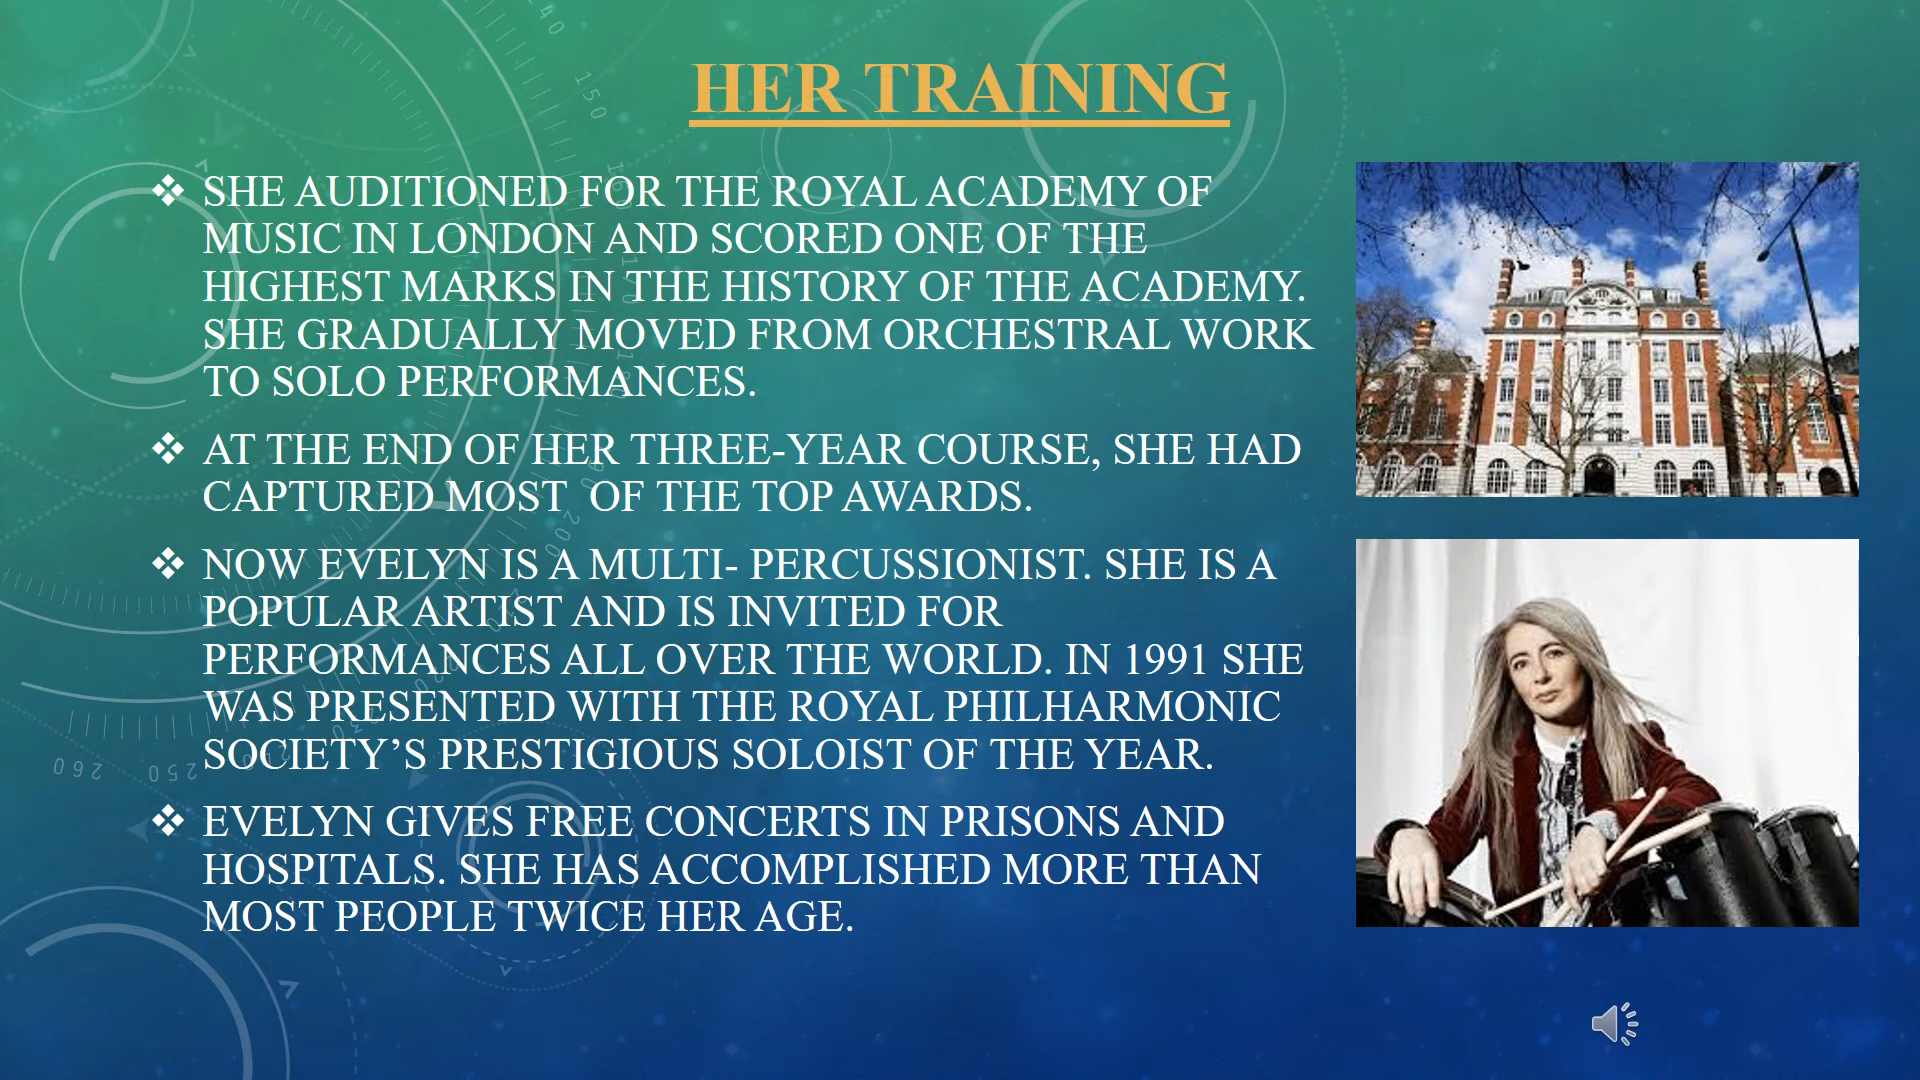 HER TRAINING
❖ SHE AUDITIONED FOR THE ROYAL ACADEMY OF
MUSIC IN LONDON AND SCORED ONE OF THE
HIGHEST MARKS IN THE HISTORY OF THE ACADEMY.
SHE GRADUALLY MOVED FROM ORCHESTRAL WORK
TO SOLO PERFORMANCES.
❖ AT THE END OF HER THREE-YEAR COURSE, SHE HAD
CAPTURED MOST  OF THE TOP AWARDS.
❖ NOW EVELYN IS A MULTI- PERCUSSIONIST. SHE IS A
POPULAR ARTIST AND IS INVITED FOR
PERFORMANCES ALL OVER THE WORLD. IN 1991 SHE
WAS PRESENTED WITH THE ROYAL PHILHARMONIC
SOCIETY’S PRESTIGIOUS SOLOIST OF THE YEAR.
❖ EVELYN GIVES FREE CONCERTS IN PRISONS AND
HOSPITALS. SHE HAS ACCOMPLISHED MORE THAN
MOST PEOPLE TWICE HER AGE.
140
150
200
250
260